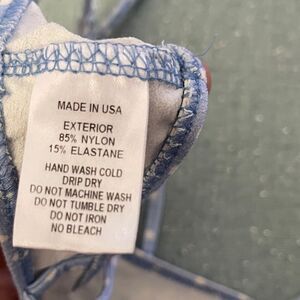 MADE IN USA
EXTERIOR
85% NYLON
15% ELASTANE
HAND WASH COLD
DRIP DRY
DO NOT MACHINE WASH
DO NOT TUMBLE DRY
DO NOT IRON
NO BLEACH